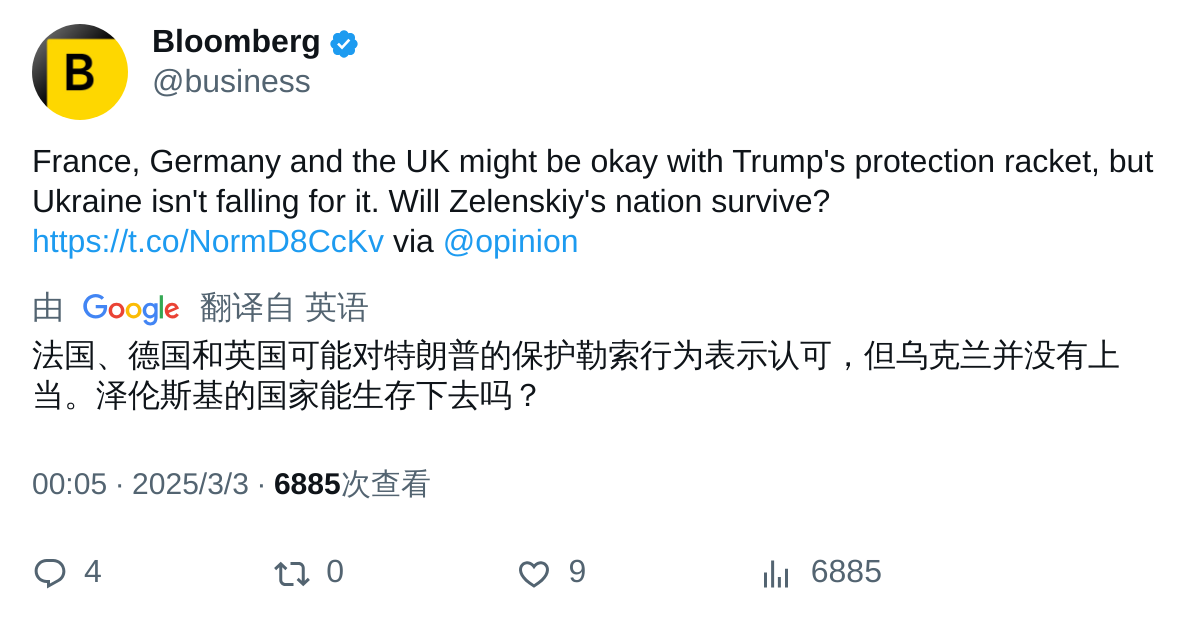 B
Bloomberg
@business
France, Germany and the UK might be okay with Trump's protection racket, but
Ukraine isn't falling for it. Will Zelenskiy's nation survive?
https://t.co/NormD8CcKv via @opinion
由 Google 翻译自 英语
法国、德国和英国可能对特朗普的保护勒索行为表示认可，但乌克兰并没有上
当。泽伦斯基的国家能生存下去吗？
00:05 · 2025/3/3 · 6885次查看
4 0 9 6885